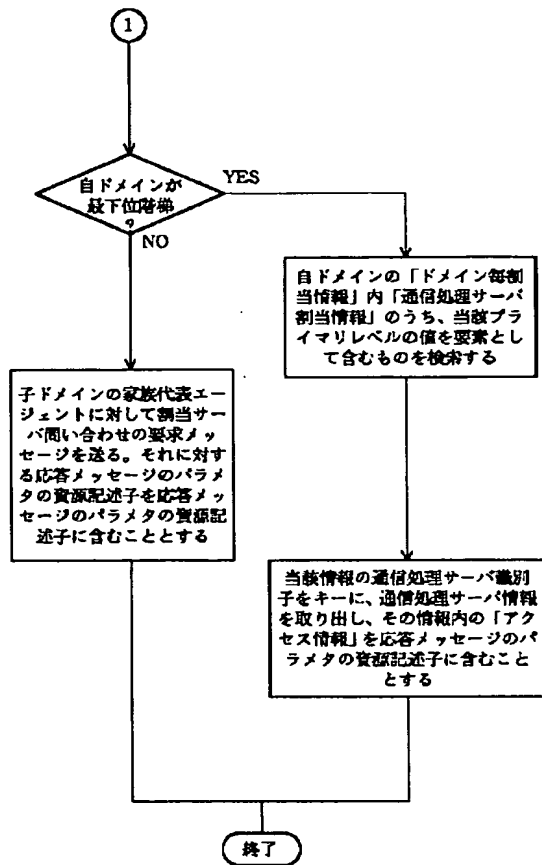 1
自ドメインが
最下位階梯
?
YES
NO
自ドメインの「ドメイン毎割
当情報」内「通信処理サーバ
割当情報」のうち、当該プラ
イマリレベルの値を要素とし
て含むものを検索する
子ドメインの家族代表エー
ジェントに対して割当サー
バ問い合わせの要求メッ
セージを送る。それに対す
る応答メッセージのパラメ
タの資源記述子を応答メッ
セージのパラメタの資源記
述子に含むこととする
当該情報の通信処理サーバ識別
子をキーに、通信処理サーバ情報
を取り出し、その情報内の「アク
セス情報」を応答メッセージのパ
ラメタの資源記述子に含むこと
とする
終了